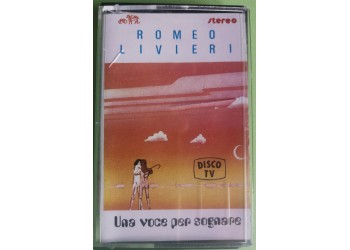 stereo
ROMEO
LIVIERI
DISCO
TV
Una voce per sognare